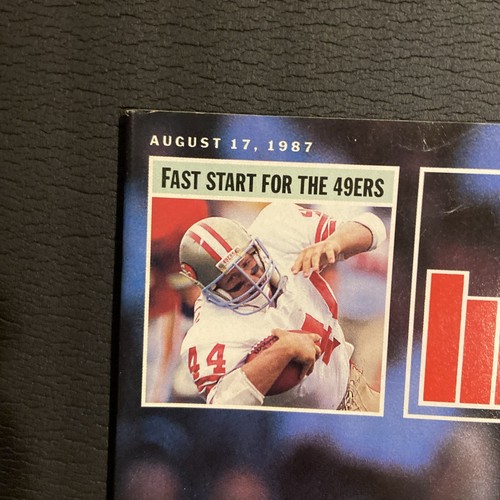 AUGUST 17, 1987
FAST START FOR THE 49ERS
44